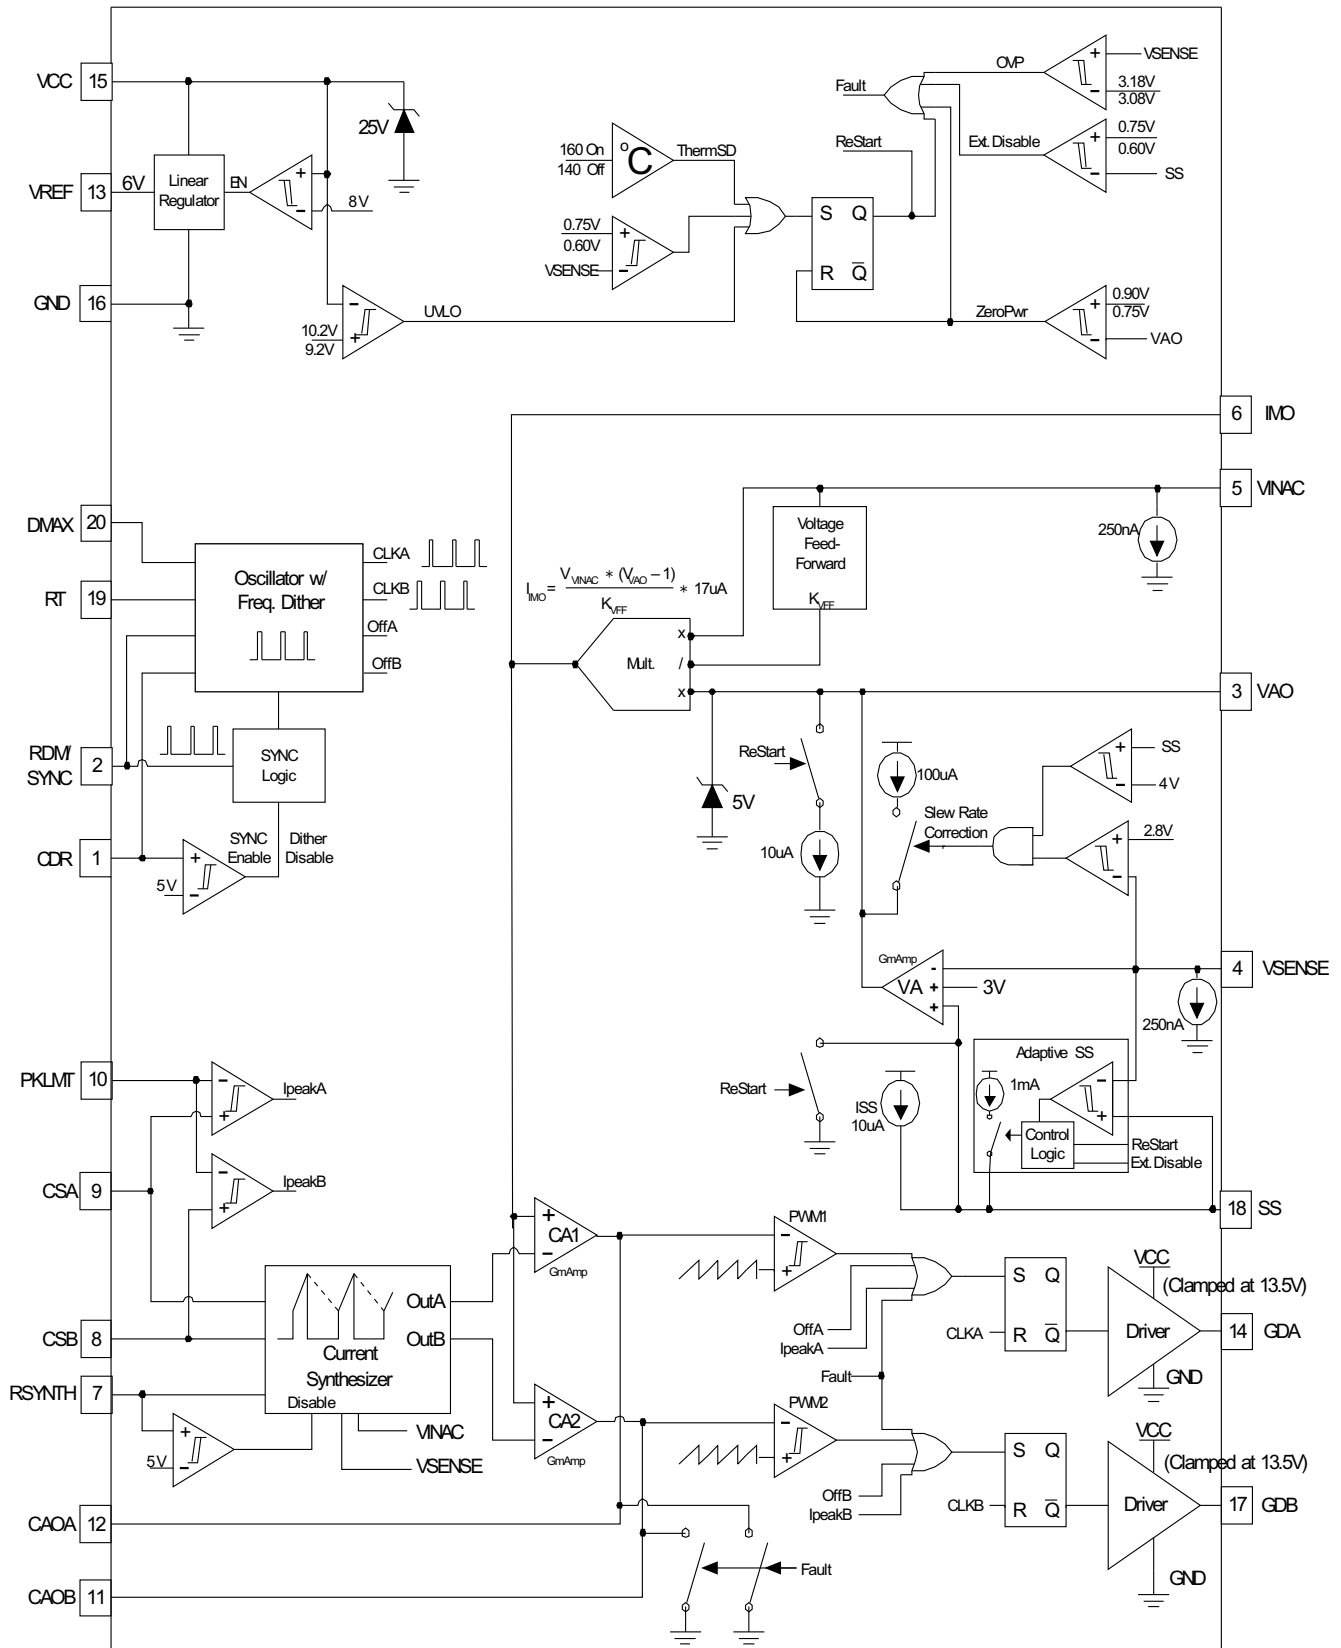 VCC 15
VREF 13
GND 16
6V
Linear
Regulator
EN
+
−
8V
25V
10.2V
9.2V
−
+
UVLO
160 On
140 Off
°C
ThermSD
0.75V
0.60V
VSENSE
+
−
S Q
R Q̅
ReStart
Fault
OVP
+
−
VSENSE
3.18V
3.08V
Ext. Disable
+
−
0.75V
0.60V
SS
ZeroPwr
+
−
0.90V
0.75V
VAO
6 IMO
5 VINAC
3 VAO
4 VSENSE
18 SS
14 GDA
17 GDB
DMAX 20
RT 19
RDM/
SYNC 2
CDR 1
Oscillator w/
Freq. Dither
CLKA
CLKB
OffA
OffB
SYNC
Logic
SYNC
Enable
Dither
Disable
+
−
5V
I_IMO = V_VINAC * (V_VAO − 1) / K_VFF * 17uA
Voltage
Feed-
Forward
K_VFF
250nA
Mult.
x
/
x
ReStart
5V
10uA
100uA
Slew Rate
Correction
+
−
SS
4V
+
−
2.8V
GmAmp
VA
-
+
+
3V
250nA
ReStart
ISS
10uA
Adaptive SS
1mA
−
+
Control
Logic
ReStart
Ext. Disable
PKLMT 10
CSA 9
CSB 8
RSYNTH 7
CAOA 12
CAOB 11
−
+
IpeakA
−
+
IpeakB
OutA
OutB
Current
Synthesizer
Disable
+
−
5V
VINAC
VSENSE
+
−
CA1
GmAmp
+
−
CA2
GmAmp
PWM1
−
+
OffA
IpeakA
Fault
PWM2
−
+
OffB
IpeakB
S Q
R Q̅
CLKA
VCC
(Clamped at 13.5V)
Driver
GND
S Q
R Q̅
CLKB
VCC
(Clamped at 13.5V)
Driver
GND
Fault